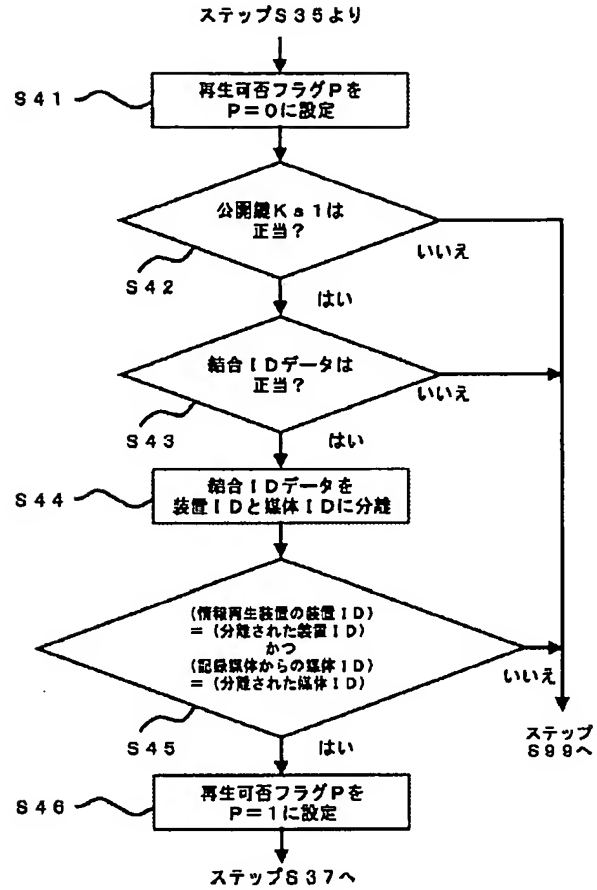 ステップS35より
S41
再生可否フラグPを
P=0に設定
公開鍵Ks1は
正当?
いいえ
S42
はい
結合IDデータは
正当?
いいえ
S43
はい
S44
結合IDデータを
装置IDと媒体IDに分離
(情報再生装置の装置ID)
=(分離された装置ID)
かつ
(記録媒体からの媒体ID)
=(分離された媒体ID)
いいえ
S45
はい
ステップ
S99へ
S46
再生可否フラグPを
P=1に設定
ステップS37へ